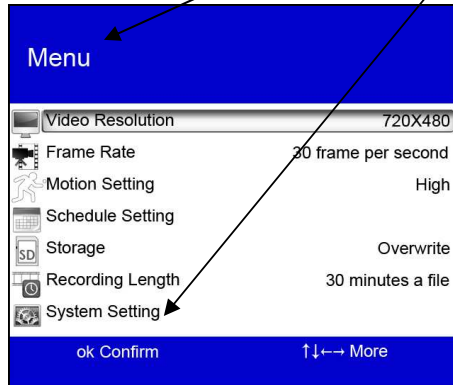 Menu
Video Resolution 720X480
Frame Rate 30 frame per second
Motion Setting High
Schedule Setting
SD Storage Overwrite
Recording Length 30 minutes a file
System Setting
ok Confirm ↑↓←→ More